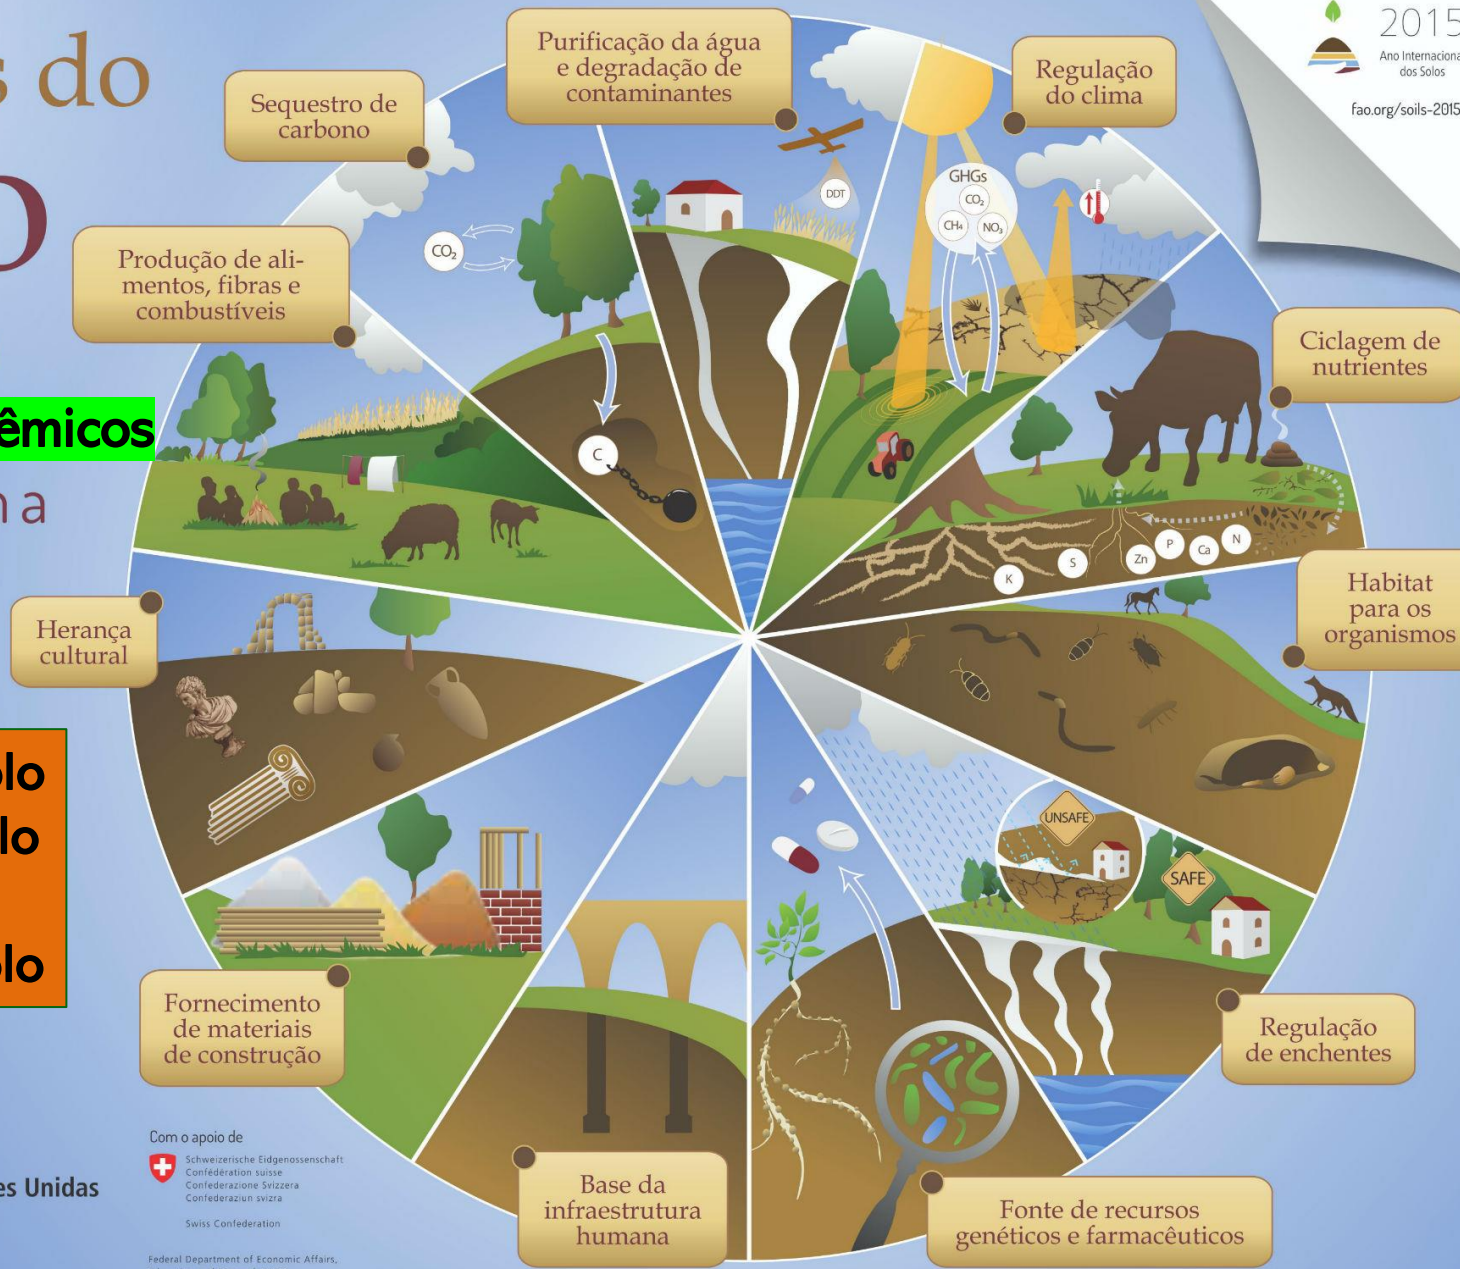 s do
O
êmicos
na
olo
lo
olo
2015
Ano Internaciona
dos Solos
fao.org/soils-2015
Purificação da água
e degradação de
contaminantes
Sequestro de
carbono
Regulação
do clima
Produção de ali-
mentos, fibras e
combustíveis
Ciclagem de
nutrientes
Herança
cultural
Habitat
para os
organismos
Fornecimento
de materiais
de construção
Regulação
de enchentes
Base da
infraestrutura
humana
Fonte de recursos
genéticos e farmacêuticos
CO₂
C
DDT
GHGs
CO₂
CH₄ NO₃
K S Zn P Ca N
UNSAFE
SAFE
Com o apoio de
Schweizerische Eidgenossenschaft
Confédération suisse
Confederazione Svizzera
Confederaziun svizra
Swiss Confederation
Federal Department of Economic Affairs,
es Unidas